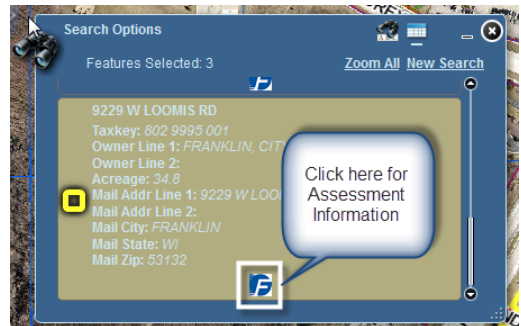 Search Options
Features Selected: 3
Zoom All New Search
9229 W LOOMIS RD
Taxkey: 802 9995 001
Owner Line 1: FRANKLIN, CIT
Owner Line 2:
Acreage: 34.8
Mail Addr Line 1: 9229 W LOO
Mail Addr Line 2:
Mail City: FRANKLIN
Mail State: WI
Mail Zip: 53132
Click here for
Assessment
Information
F